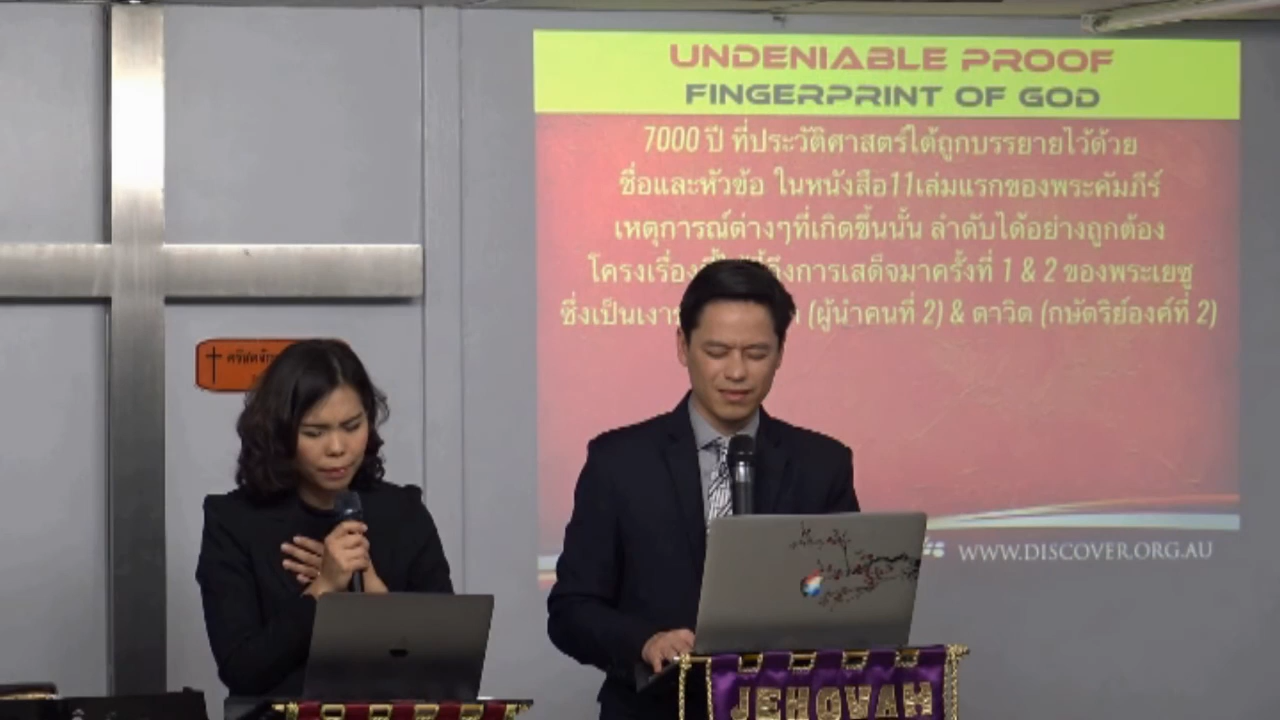 UNDENIABLE PROOF
FINGERPRINT OF GOD
7000 ปี ที่ประวัติศาสตร์ได้ถูกบรรยายไว้ด้วย
ชื่อและหัวข้อ ในหนังสือ11เล่มแรกของพระคัมภีร์
เหตุการณ์ต่างๆที่เกิดขึ้นนั้น ลำดับได้อย่างถูกต้อง
โครงเรื่อง ถึงการเสด็จมาครั้งที่ 1 & 2 ของพระเยซู
ซึ่งเป็นเงา (ผู้นำคนที่ 2) & ดาวิด (กษัตริย์องค์ที่ 2)
WWW.DISCOVER.ORG.AU
JEHOVAH